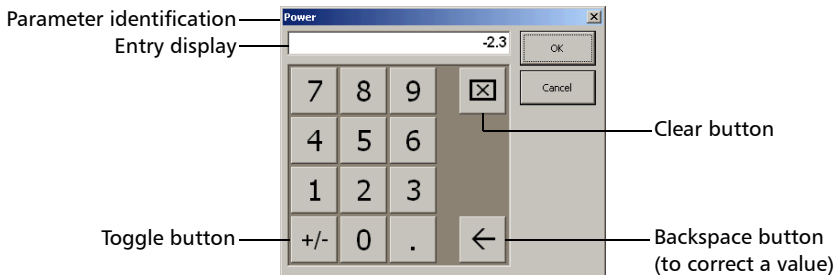 Parameter identification
Power
Entry display
-2.3
OK
7 8 9
Cancel
4 5 6
Clear button
1 2 3
Toggle button
+/- 0 .
Backspace button
(to correct a value)